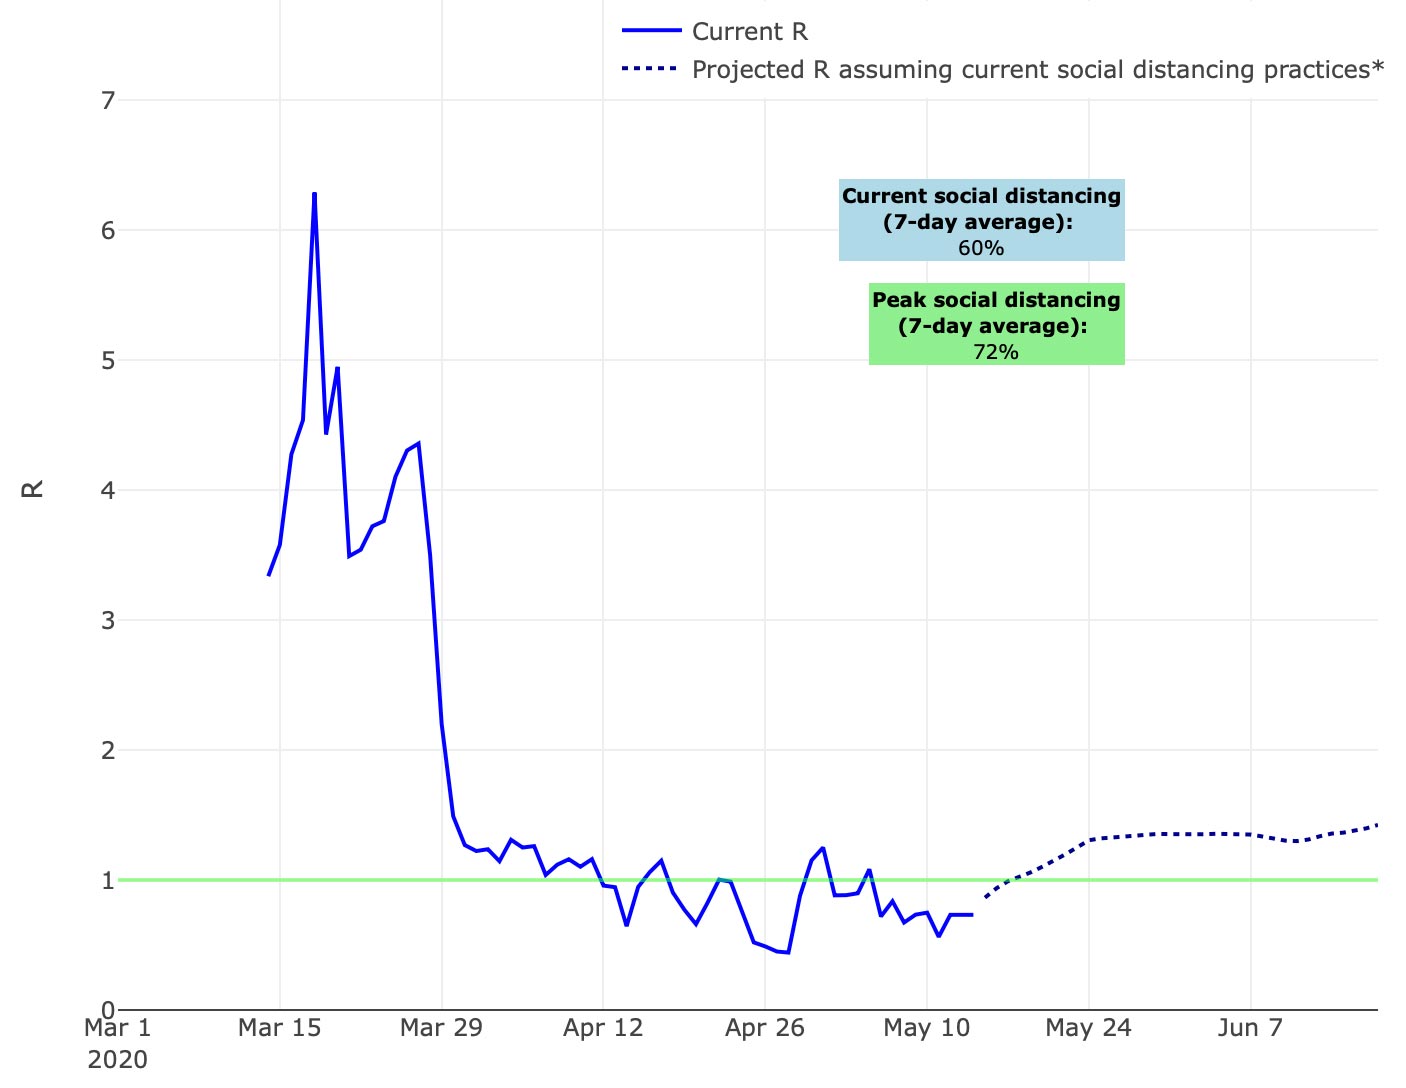 Current R
Projected R assuming current social distancing practices*
7
6
5
4
3
2
1
0
R
Current social distancing
(7-day average):
60%
Peak social distancing
(7-day average):
72%
Mar 1
2020
Mar 15
Mar 29
Apr 12
Apr 26
May 10
May 24
Jun 7